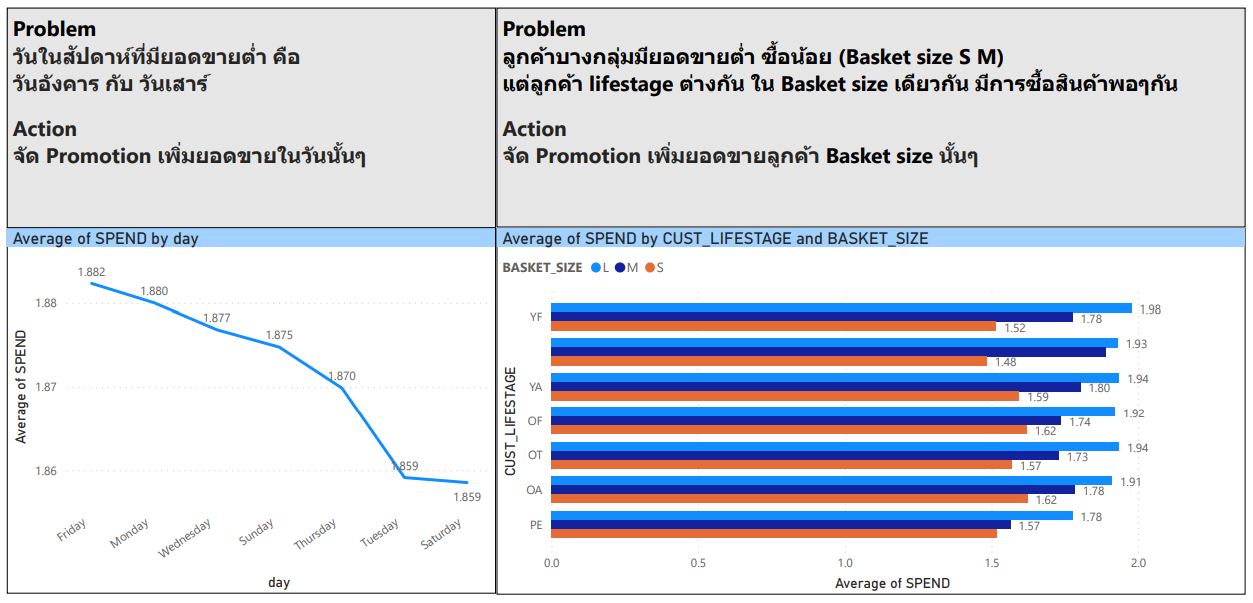 Problem
วันในสัปดาห์ที่มียอดขายต่ำ คือ
วันอังคาร กับ วันเสาร์
Action
จัด Promotion เพิ่มยอดขายในวันนั้นๆ
Problem
ลูกค้าบางกลุ่มมียอดขายต่ำ ซื้อน้อย (Basket size S M)
แต่ลูกค้า lifestage ต่างกัน ใน Basket size เดียวกัน มีการซื้อสินค้าพอๆกัน
Action
จัด Promotion เพิ่มยอดขายลูกค้า Basket size นั้นๆ
Average of SPEND by day
1.882
1.880
1.88
1.877
1.875
1.870
1.87
1.859
1.86
1.859
Average of SPEND
Friday
Monday
Wednesday
Sunday
Thursday
Tuesday
Saturday
day
Average of SPEND by CUST_LIFESTAGE and BASKET_SIZE
BASKET_SIZE L M S
CUST_LIFESTAGE
YF
1.98
1.78
1.52
1.93
1.48
YA
1.94
1.80
1.59
OF
1.92
1.74
1.62
OT
1.94
1.73
1.57
OA
1.91
1.78
1.62
PE
1.78
1.57
0.0 0.5 1.0 1.5 2.0
Average of SPEND